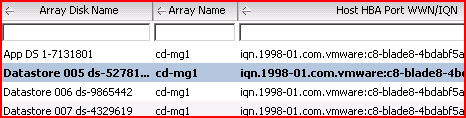 Array Disk Name Array Name Host HBA Port WWN/IQN
App DS 1-7131801 cd-mg1 iqn.1998-01.com.vmware:c8-blade8-4bdabf5a
Datastore 005 ds-52781... cd-mg1 iqn.1998-01.com.vmware:c8-blade8-4bd
Datastore 006 ds-9865442 cd-mg1 iqn.1998-01.com.vmware:c8-blade8-4bdabf5a
Datastore 007 ds-4329619 cd-mg1 iqn.1998-01.com.vmware:c8-blade8-4bdabf5a